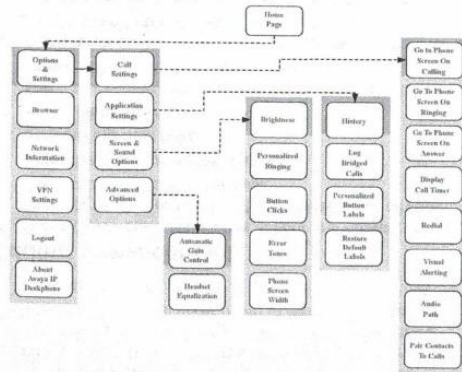 Home
Page
Options
&
Settings
Browser
Network
Information
VPN
Settings
Logout
About
Avaya IP
Deskphone
Call
Settings
Application
Settings
Screen &
Sound
Options
Advanced
Options
Automatic
Gain
Control
Headset
Equalization
Brightness
Personalized
Ringing
Button
Clicks
Error
Tones
Phone
Screen
Width
History
Log
Bridged
Calls
Personalized
Button
Labels
Restore
Default
Labels
Go to Phone
Screen On
Calling
Go To Phone
Screen On
Ringing
Go To Phone
Screen On
Answer
Display
Call Timer
Redial
Visual
Alerting
Audio
Path
Pair Contacts
To Calls